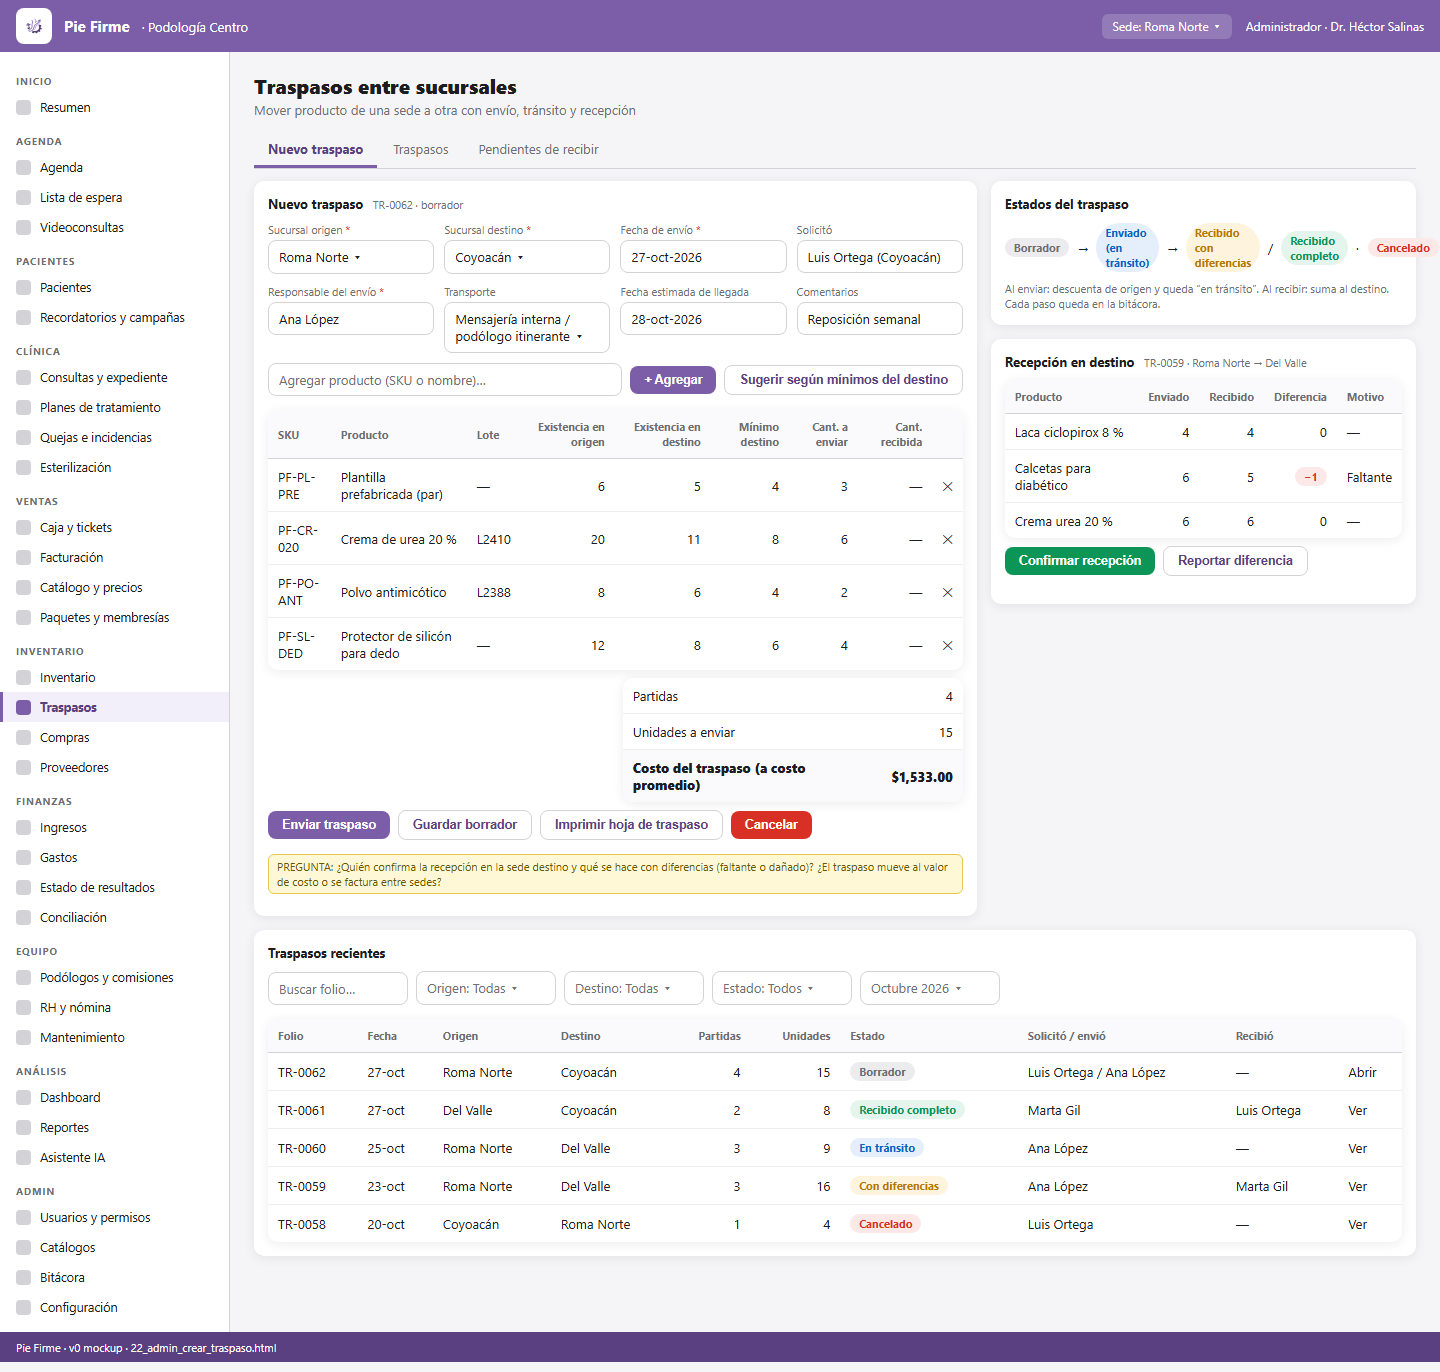 Pie Firme · Podología Centro
Sede: Roma Norte ▾
Administrador · Dr. Héctor Salinas
INICIO
Resumen
AGENDA
Agenda
Lista de espera
Videoconsultas
PACIENTES
Pacientes
Recordatorios y campañas
CLÍNICA
Consultas y expediente
Planes de tratamiento
Quejas e incidencias
Esterilización
VENTAS
Caja y tickets
Facturación
Catálogo y precios
Paquetes y membresías
INVENTARIO
Inventario
Traspasos
Compras
Proveedores
FINANZAS
Ingresos
Gastos
Estado de resultados
Conciliación
EQUIPO
Podólogos y comisiones
RH y nómina
Mantenimiento
ANÁLISIS
Dashboard
Reportes
Asistente IA
ADMIN
Usuarios y permisos
Catálogos
Bitácora
Configuración
Traspasos entre sucursales
Mover producto de una sede a otra con envío, tránsito y recepción
Nuevo traspaso Traspasos Pendientes de recibir
Nuevo traspaso TR-0062 · borrador
Sucursal origen * Sucursal destino * Fecha de envío * Solicitó
Roma Norte ▾ Coyoacán ▾ 27-oct-2026 Luis Ortega (Coyoacán)
Responsable del envío * Transporte Fecha estimada de llegada Comentarios
Ana López Mensajería interna / podólogo itinerante ▾ 28-oct-2026 Reposición semanal
Agregar producto (SKU o nombre)... + Agregar Sugerir según mínimos del destino
SKU Producto Lote Existencia en origen Existencia en destino Mínimo destino Cant. a enviar Cant. recibida
PF-PL-PRE Plantilla prefabricada (par) — 6 5 4 3 — ×
PF-CR-020 Crema de urea 20 % L2410 20 11 8 6 — ×
PF-PO-ANT Polvo antimicótico L2388 8 6 4 2 — ×
PF-SL-DED Protector de silicón para dedo — 12 8 6 4 — ×
Partidas 4
Unidades a enviar 15
Costo del traspaso (a costo promedio) $1,533.00
Enviar traspaso Guardar borrador Imprimir hoja de traspaso Cancelar
PREGUNTA: ¿Quién confirma la recepción en la sede destino y qué se hace con diferencias (faltante o dañado)? ¿El traspaso mueve al valor
de costo o se factura entre sedes?
Estados del traspaso
Borrador → Enviado (en tránsito) → Recibido con diferencias / Recibido completo · Cancelado
Al enviar: descuenta de origen y queda "en tránsito". Al recibir: suma al destino.
Cada paso queda en la bitácora.
Recepción en destino TR-0059 · Roma Norte → Del Valle
Producto Enviado Recibido Diferencia Motivo
Laca ciclopirox 8 % 4 4 0 —
Calcetas para diabético 6 5 −1 Faltante
Crema urea 20 % 6 6 0 —
Confirmar recepción Reportar diferencia
Traspasos recientes
Buscar folio... Origen: Todas ▾ Destino: Todas ▾ Estado: Todos ▾ Octubre 2026 ▾
Folio Fecha Origen Destino Partidas Unidades Estado Solicitó / envió Recibió
TR-0062 27-oct Roma Norte Coyoacán 4 15 Borrador Luis Ortega / Ana López — Abrir
TR-0061 27-oct Del Valle Coyoacán 2 8 Recibido completo Marta Gil Luis Ortega Ver
TR-0060 25-oct Roma Norte Del Valle 3 9 En tránsito Ana López — Ver
TR-0059 23-oct Roma Norte Del Valle 3 16 Con diferencias Ana López Marta Gil Ver
TR-0058 20-oct Coyoacán Roma Norte 1 4 Cancelado Luis Ortega — Ver
Pie Firme · v0 mockup · 22_admin_crear_traspaso.html